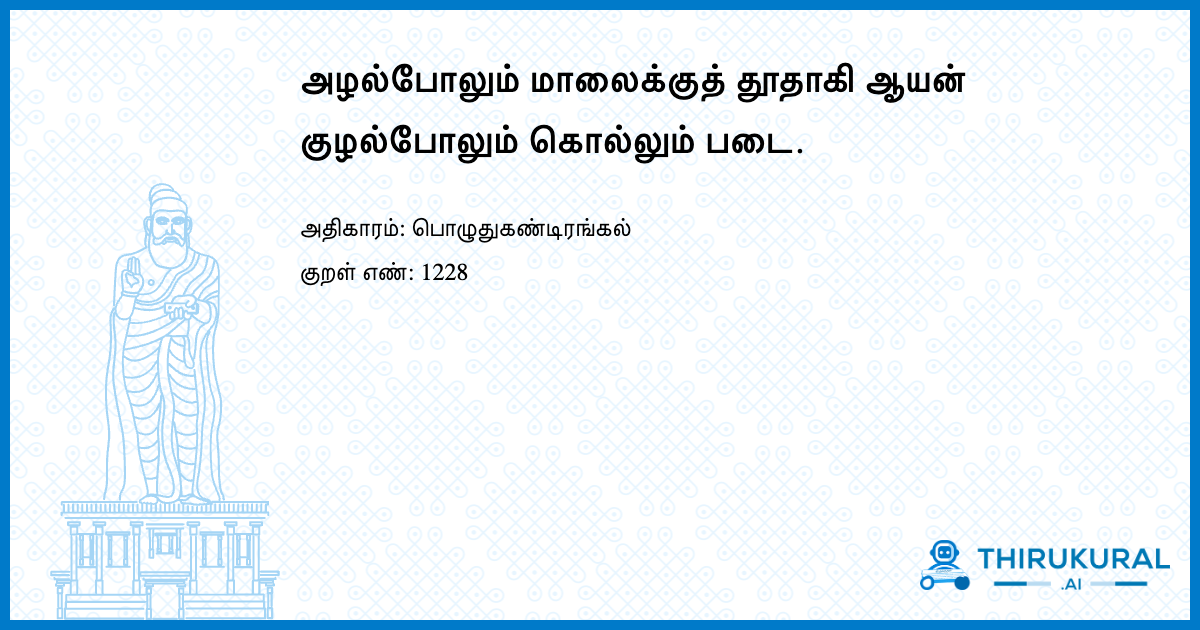 அழல்போலும் மாலைக்குத் தூதாகி ஆயன்
குழல்போலும் கொல்லும் படை.
அதிகாரம்: பொழுதுகண்டிரங்கல்
குறள் எண்: 1228
THIRUKURAL
.AI